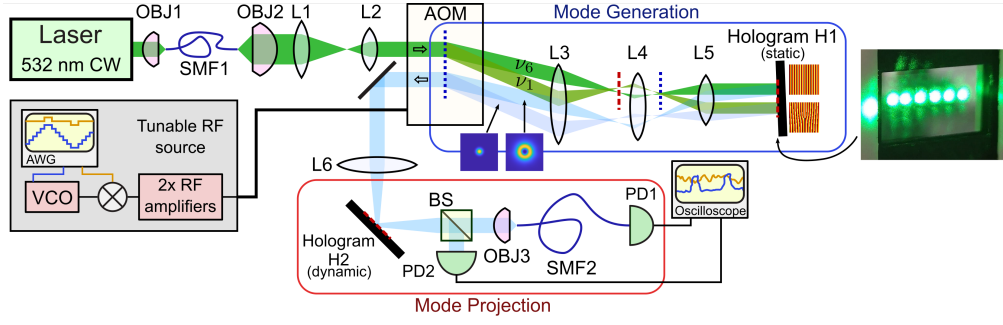 OBJ1
OBJ2
L1
L2
AOM
Mode Generation
Laser
532 nm CW
SMF1
ν6
ν1
L3
L4
L5
Hologram H1
(static)
AWG
Tunable RF
source
VCO
2x RF
amplifiers
L6
Hologram
H2
(dynamic)
BS
PD2
OBJ3
SMF2
PD1
Oscilloscope
Mode Projection